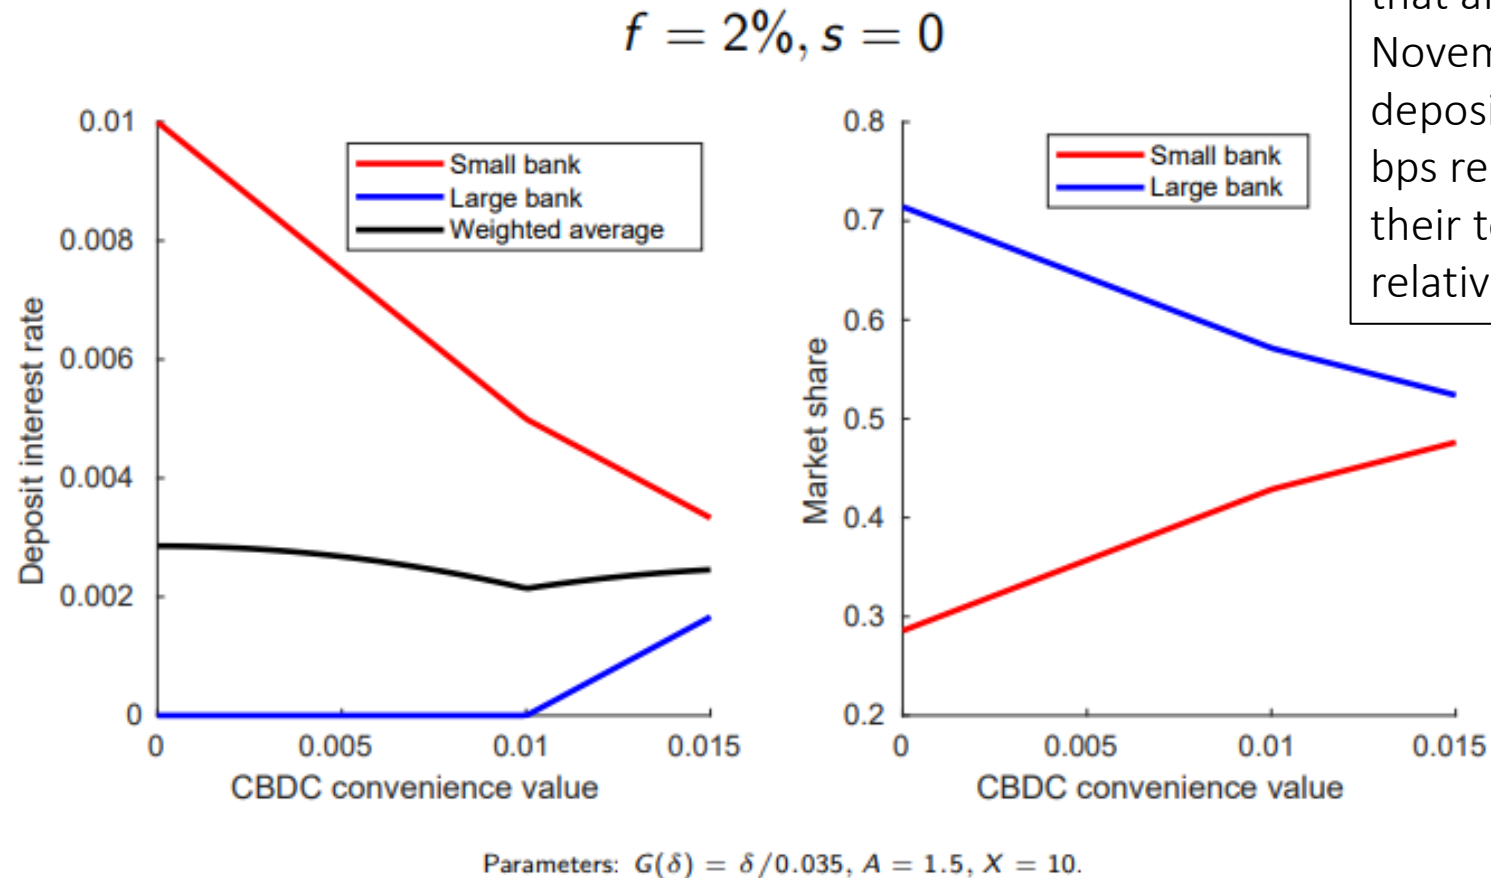 f = 2%, s = 0
that
Novem
deposi
bps re
their
relativ
0.01
0.008
0.006
0.004
0.002
0
Small bank
Large bank
Weighted average
Deposit interest rate
0
0.005
0.01
0.015
CBDC convenience value
0.8
0.7
0.6
0.5
0.4
0.3
0.2
Small bank
Large bank
Market share
0
0.005
0.01
0.015
CBDC convenience value
Parameters: G(δ) = δ/0.035, A = 1.5, X = 10.